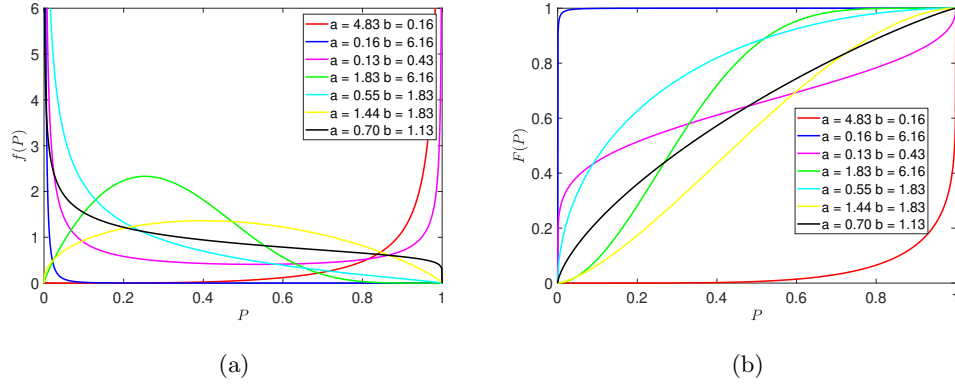 6
5
4
3
2
1
0
f(P)
0
0.2
0.4
0.6
0.8
1
P
a = 4.83 b = 0.16
a = 0.16 b = 6.16
a = 0.13 b = 0.43
a = 1.83 b = 6.16
a = 0.55 b = 1.83
a = 1.44 b = 1.83
a = 0.70 b = 1.13
(a)
1
0.8
0.6
0.4
0.2
0
F(P)
0
0.2
0.4
0.6
0.8
1
P
a = 4.83 b = 0.16
a = 0.16 b = 6.16
a = 0.13 b = 0.43
a = 1.83 b = 6.16
a = 0.55 b = 1.83
a = 1.44 b = 1.83
a = 0.70 b = 1.13
(b)